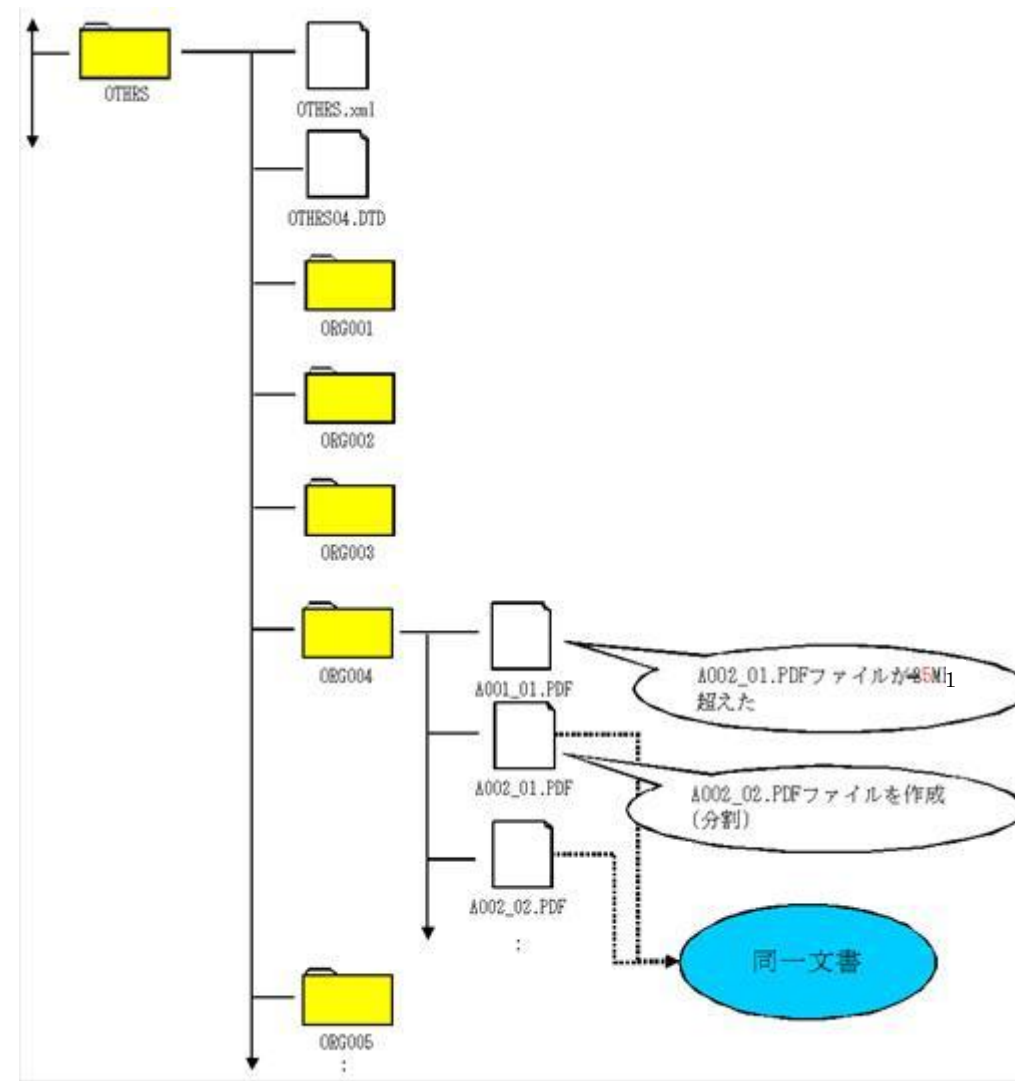 OTHRS
OTHRS.xml
OTHRS04.DTD
ORG001
ORG002
ORG003
ORG004
A001_01.PDF
A002_01.PDFファイルが
超えた
A002_01.PDF
A002_02.PDFファイルを作成
(分割)
A002_02.PDF
:
同一文書
ORG005
: